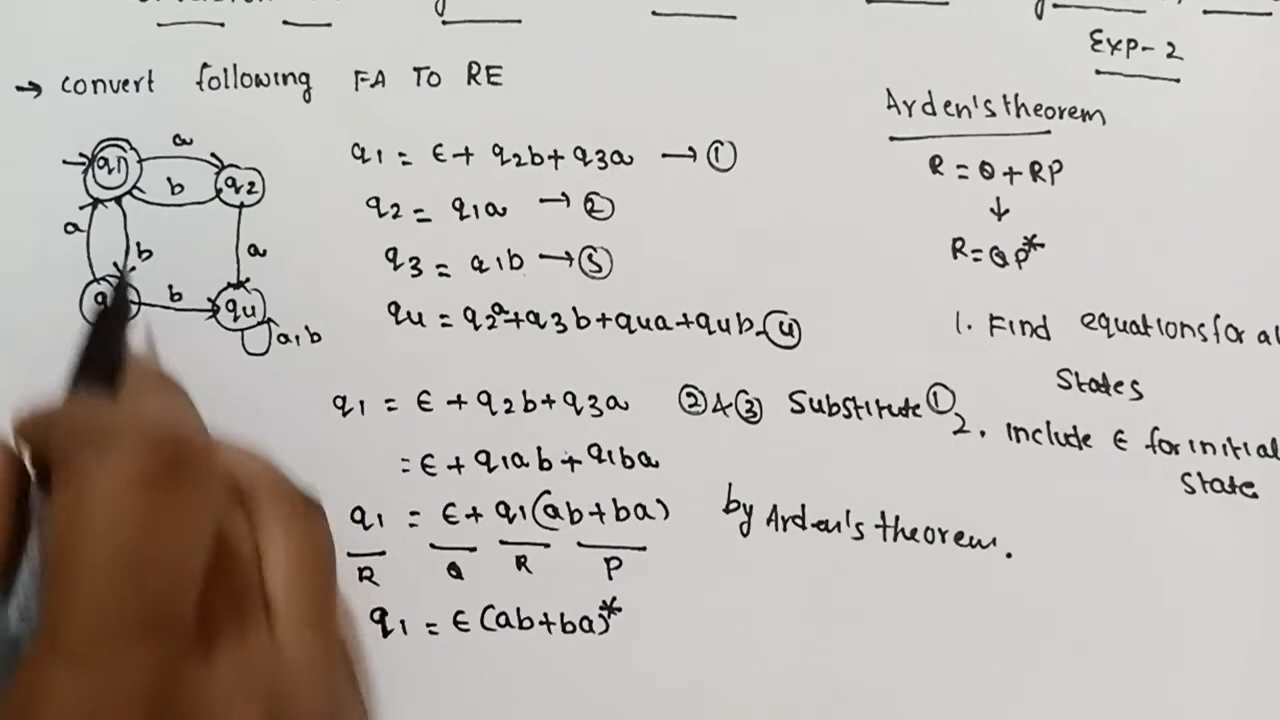 Exp-2
→ convert following FA TO RE
Arden's theorem
R = Q + RP
↓
R = QP*
q1 a q2
b
a b a
b q4
a,b
q1 = ε + q2b + q3a → ①
q2 = q1a → ②
q3 = q1b → ③
q4 = q2a + q3b + q4a + q4b - ④
1. Find equations for al
States
2. Include ε for initial
State
q1 = ε + q2b + q3a ② & ③ Substitute ①
= ε + q1ab + q1ba
q1 = ε + q1(ab+ba) by Arden's theorem.
R Q R P
q1 = ε(ab+ba)*